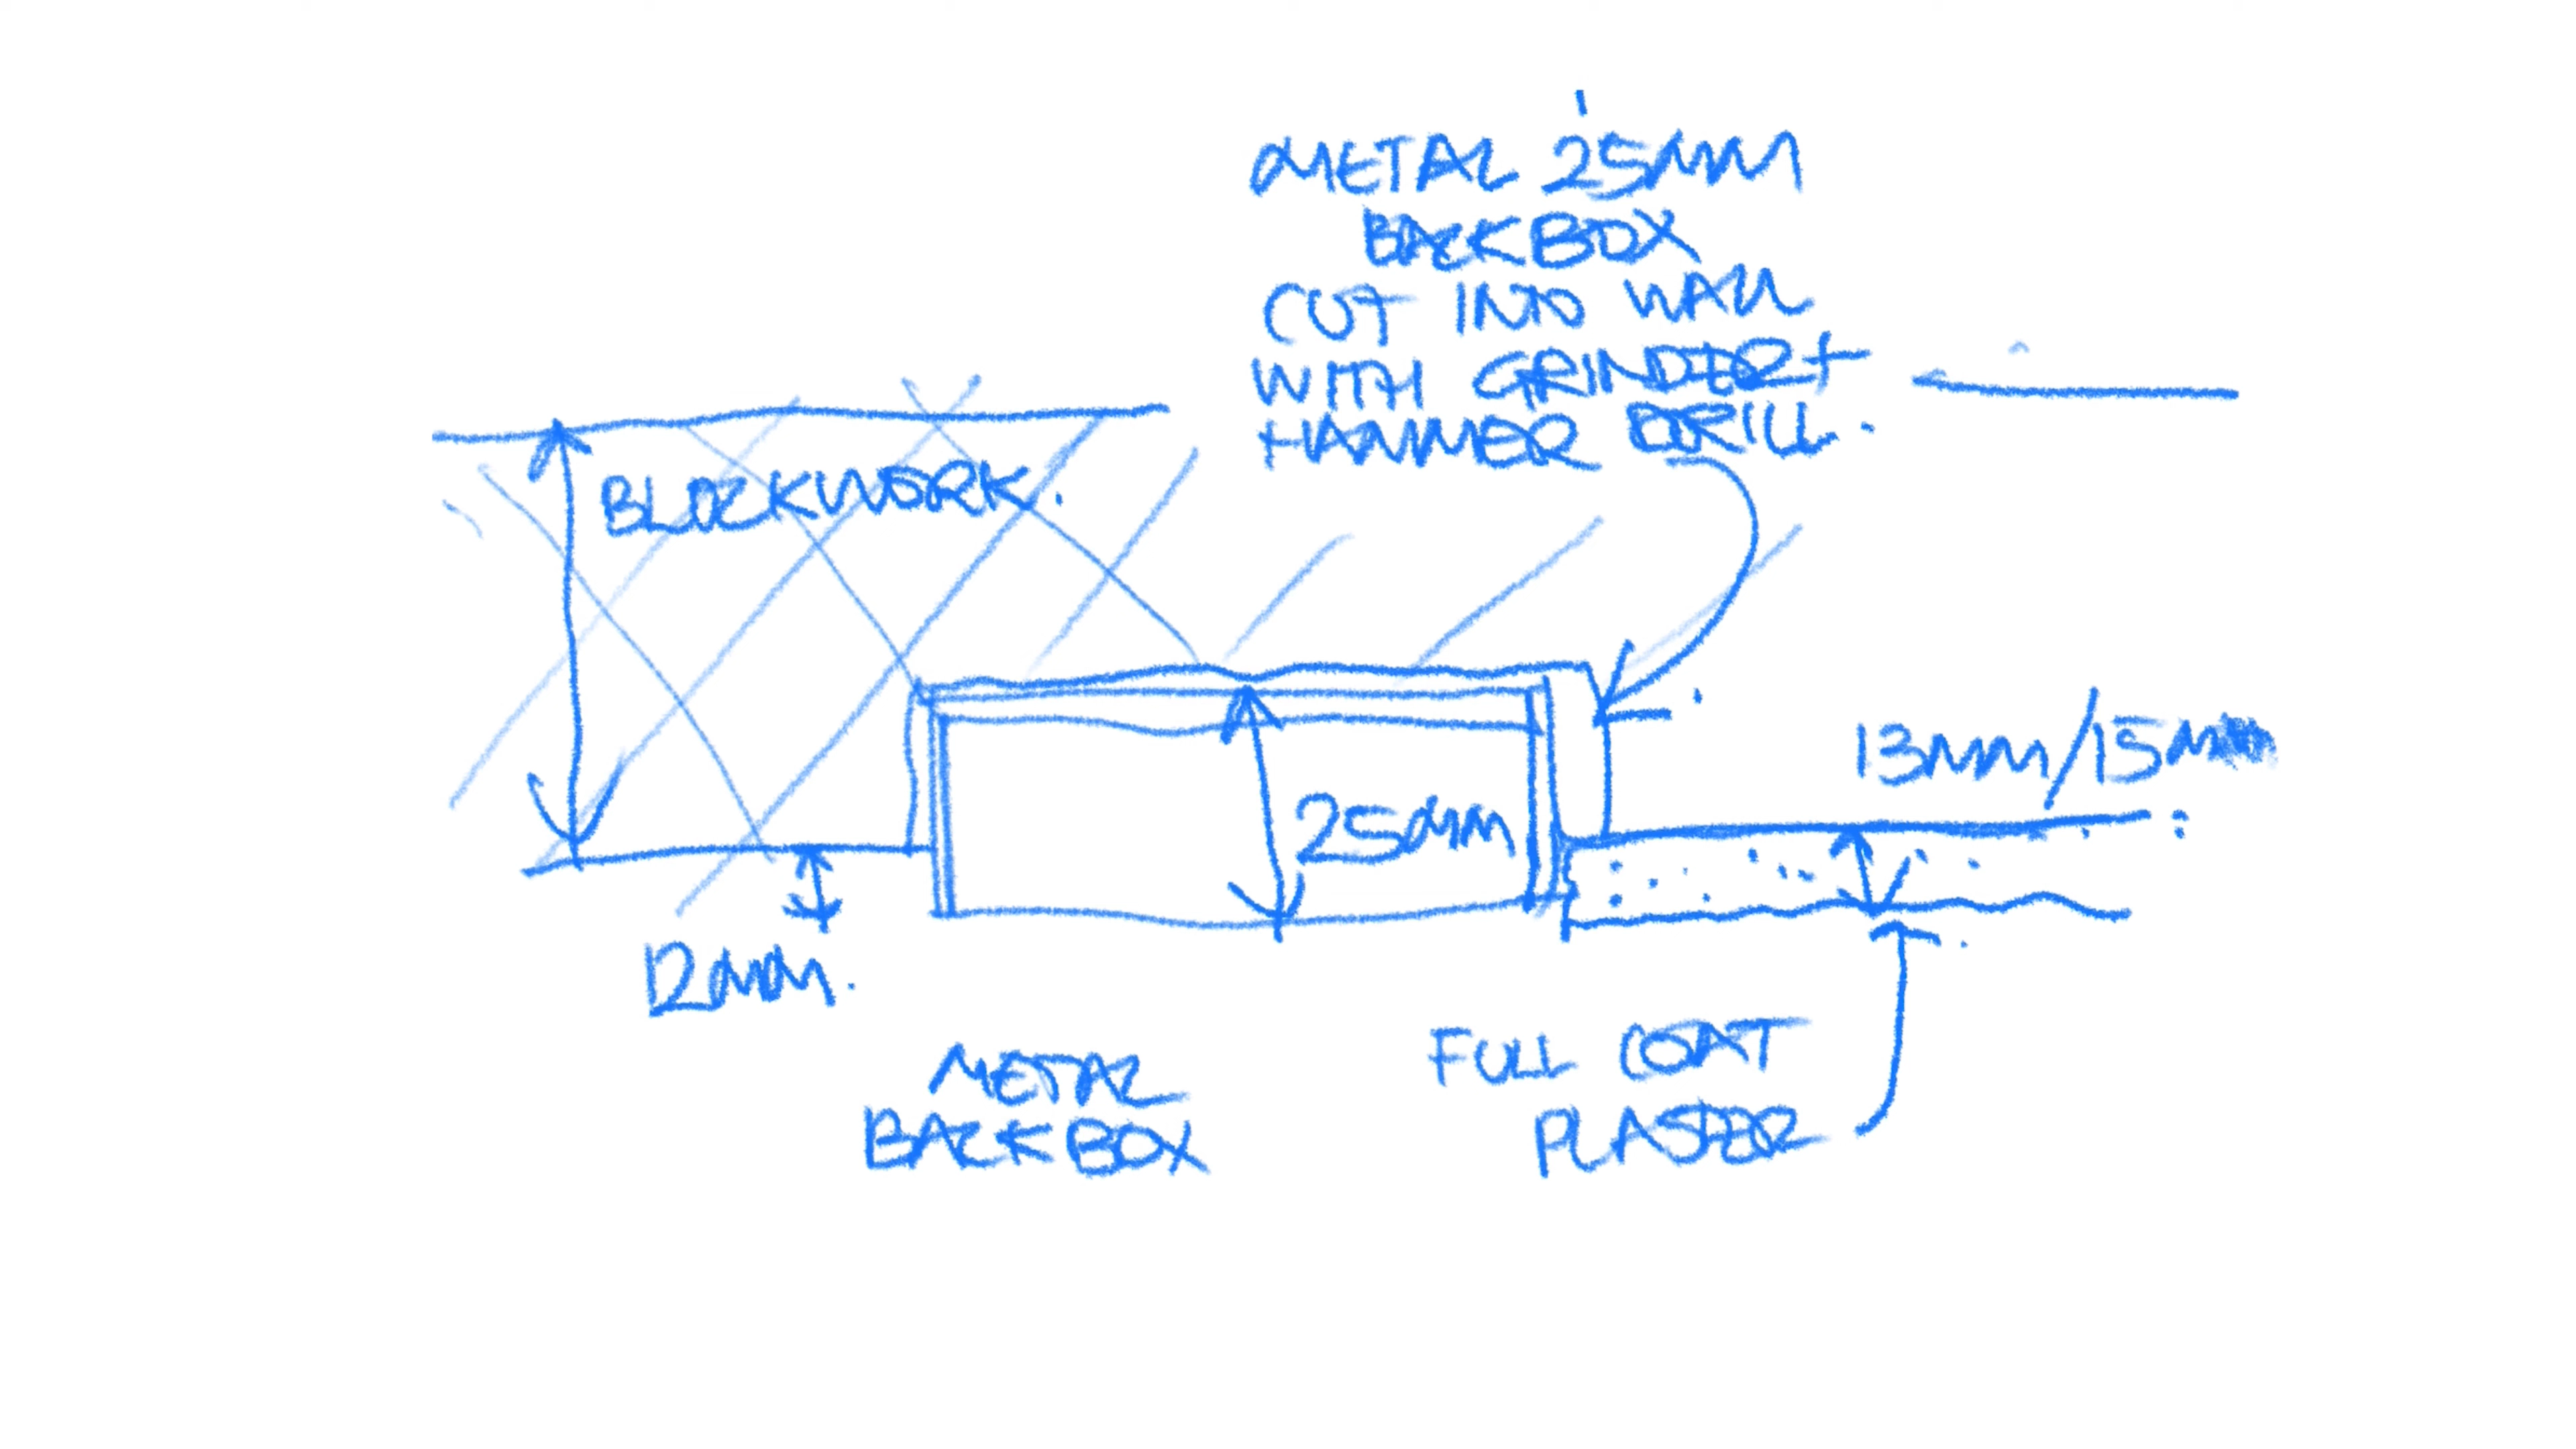 METAL 25MM
BACKBOX
CUT INTO WALL
WITH GRINDER +
HAMMER DRILL.
BLOCKWORK.
13MM/15MM
25MM
12MM.
METAL
BACKBOX
FULL COAT
PLASTER